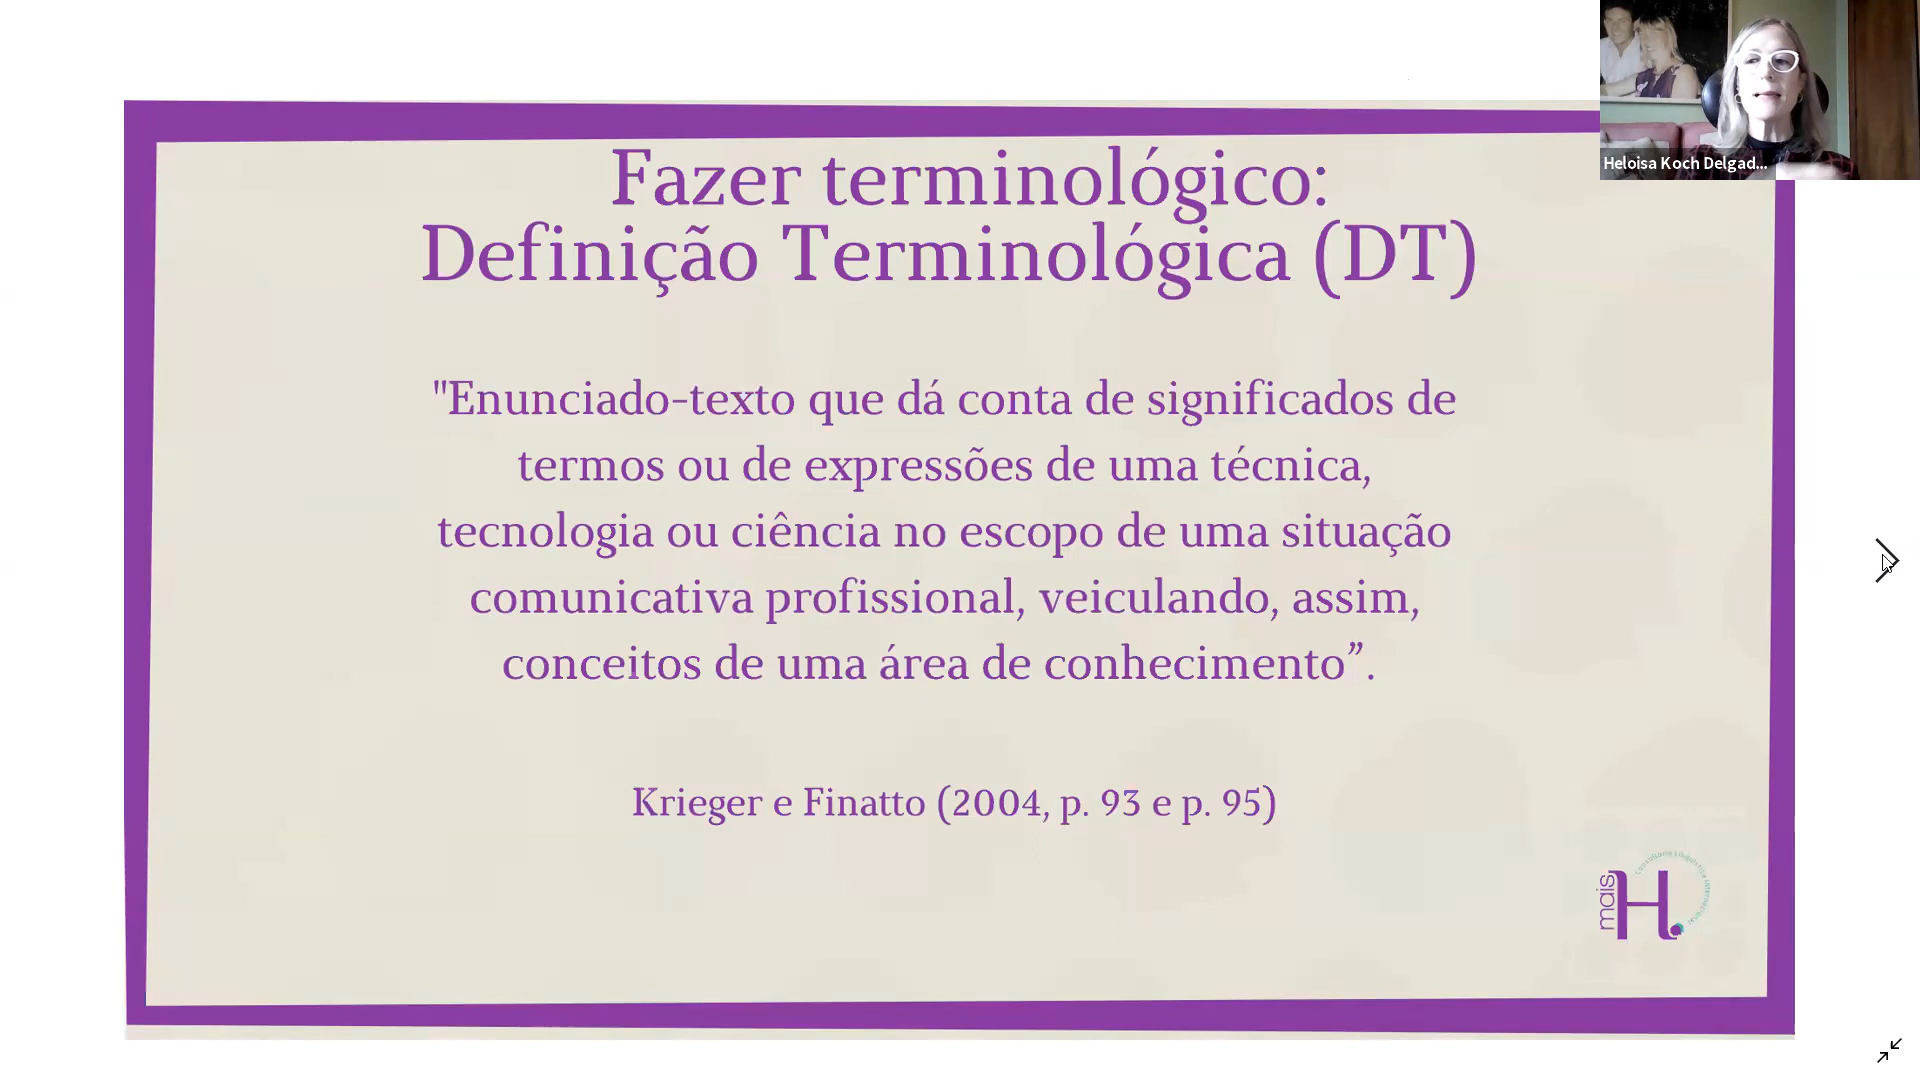 Heloisa Koch Delgad...
Fazer terminológico:
Definição Terminológica (DT)
"Enunciado-texto que dá conta de significados de
termos ou de expressões de uma técnica,
tecnologia ou ciência no escopo de uma situação
comunicativa profissional, veiculando, assim,
conceitos de uma área de conhecimento”.
Krieger e Finatto (2004, p. 93 e p. 95)
mais
H